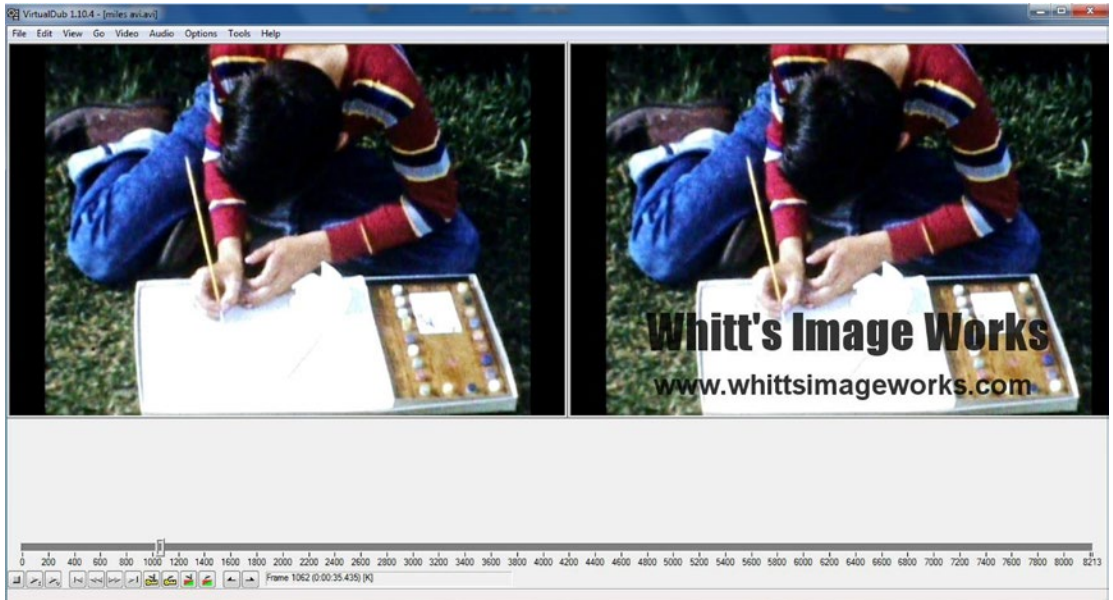 VirtualDub 1.10.4 - [miles avi.avi]
File Edit View Go Video Audio Options Tools Help
Whitt's Image Works
www.whittsimageworks.com
0 200 400 600 800 1000 1200 1400 1600 1800 2000 2200 2400 2600 2800 3000 3200 3400 3600 3800 4000 4200 4400 4600 4800 5000 5200 5400 5600 5800 6000 6200 6400 6600 6800 7000 7200 7400 7600 7800 8000 8213
Frame 1062 (0:00:35.435) [K]